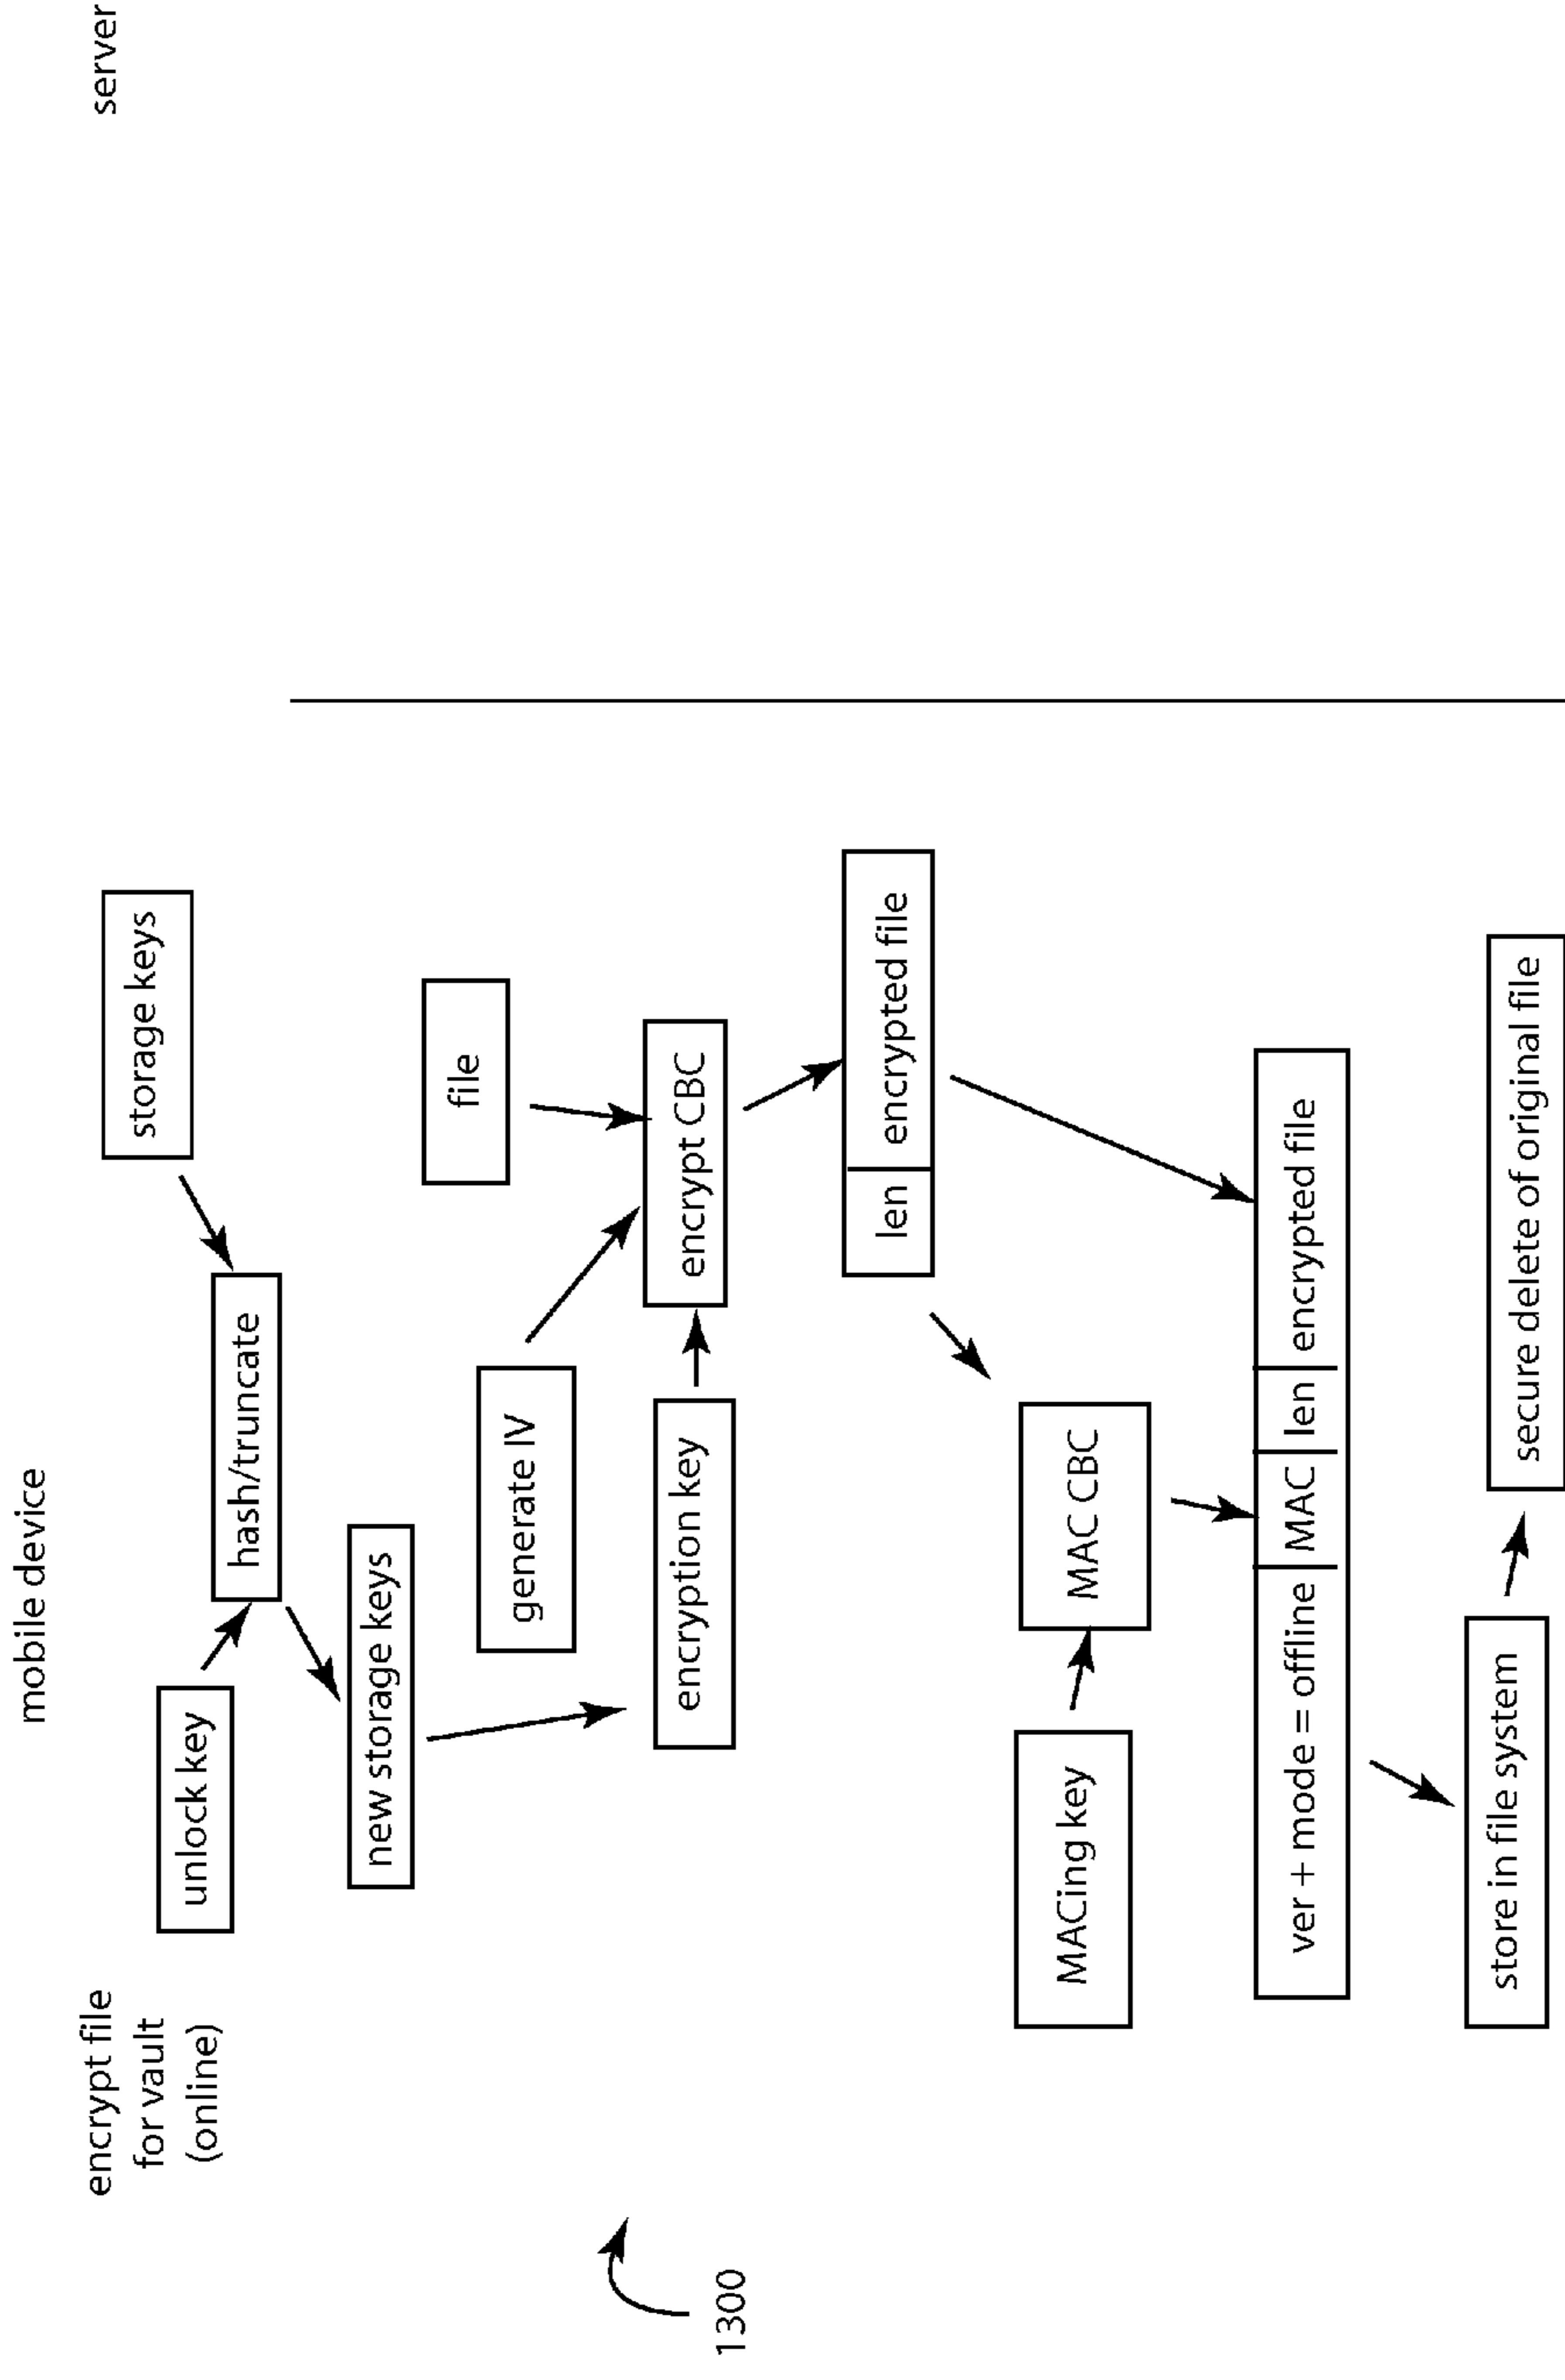 mobile device
server
encrypt file
for vault
(online)
unlock key
storage keys
hash/truncate
new storage keys
file
generate IV
encryption key
encrypt CBC
len encrypted file
MACing key
MAC CBC
ver + mode = offline MAC len encrypted file
store in file system
secure delete of original file
1300